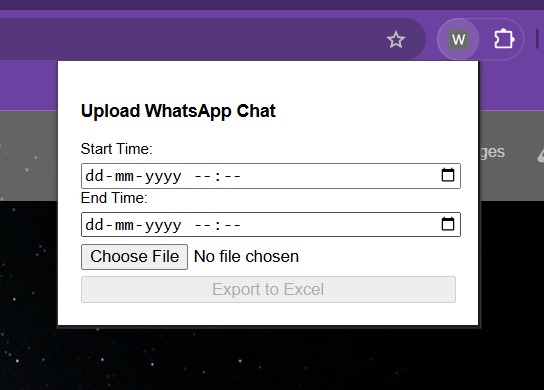 W
Upload WhatsApp Chat
ges
Start Time:
dd-mm-yyyy --:--
End Time:
dd-mm-yyyy --:--
Choose File No file chosen
Export to Excel